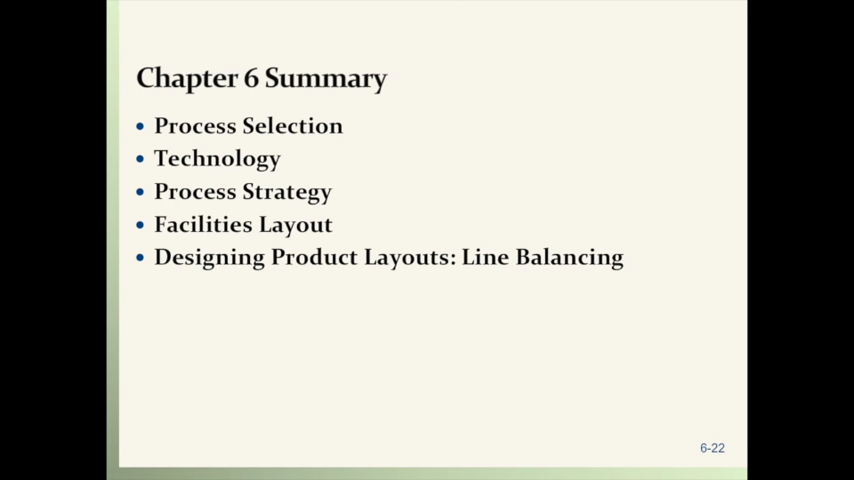 Chapter 6 Summary
• Process Selection
• Technology
• Process Strategy
• Facilities Layout
• Designing Product Layouts: Line Balancing
6-22